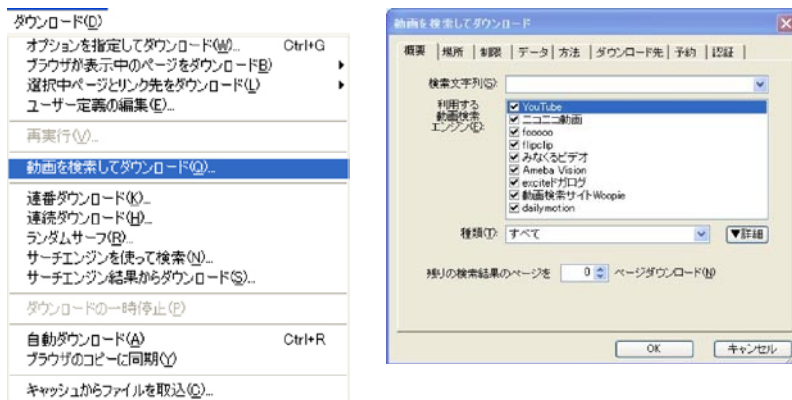 ダウンロード(D)
オプションを指定してダウンロード(W)... Ctrl+G
ブラウザが表示中のページをダウンロードB)
選択中ページとリンク先をダウンロード(L)
ユーザー定義の編集(E)...
再実行(V)...
動画を検索してダウンロード(Q)...
連番ダウンロード(K)...
連続ダウンロード(H)...
ランダムサーフ(R)...
サーチエンジンを使って検索(N)...
サーチエンジン結果からダウンロード(S)...
ダウンロードの一時停止(P)
自動ダウンロード(A) Ctrl+R
ブラウザのコピーに同期(Y)
キャッシュからファイルを取込(C)...
動画を検索してダウンロード
概要 場所 制限 データ 方法 ダウンロード先 予約 認証
検索文字列(S):
利用する
動画検索
エンジン(E):
YouTube
ニコニコ動画
fooooo
flipclip
みなくるビデオ
Ameba Vision
exciteドガログ
動画検索サイトWoopie
dailymotion
種類(T): すべて ▼詳細
残りの検索結果のページを 0 ページダウンロード(N)
OK キャンセル